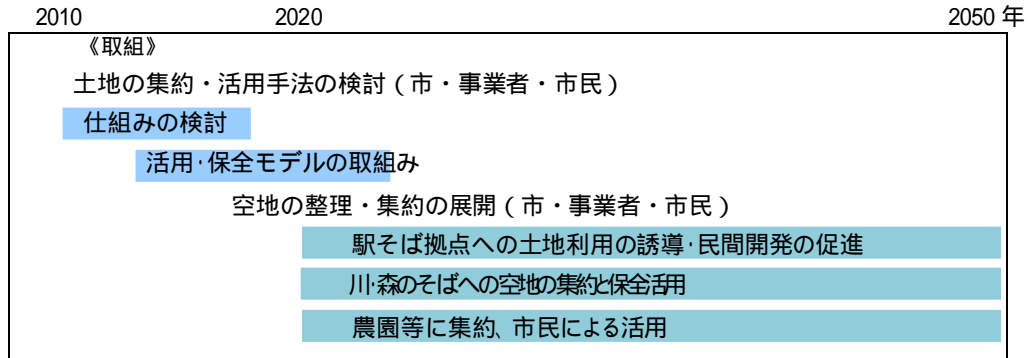 2010 2020 2050 年
《取組》
土地の集約・活用手法の検討（市・事業者・市民）
仕組みの検討
活用･保全モデルの取組み
空地の整理・集約の展開（市・事業者・市民）
駅そば拠点への土地利用の誘導･民間開発の促進
川･森のそばへの空地の集約と保全活用
農園等に集約、市民による活用